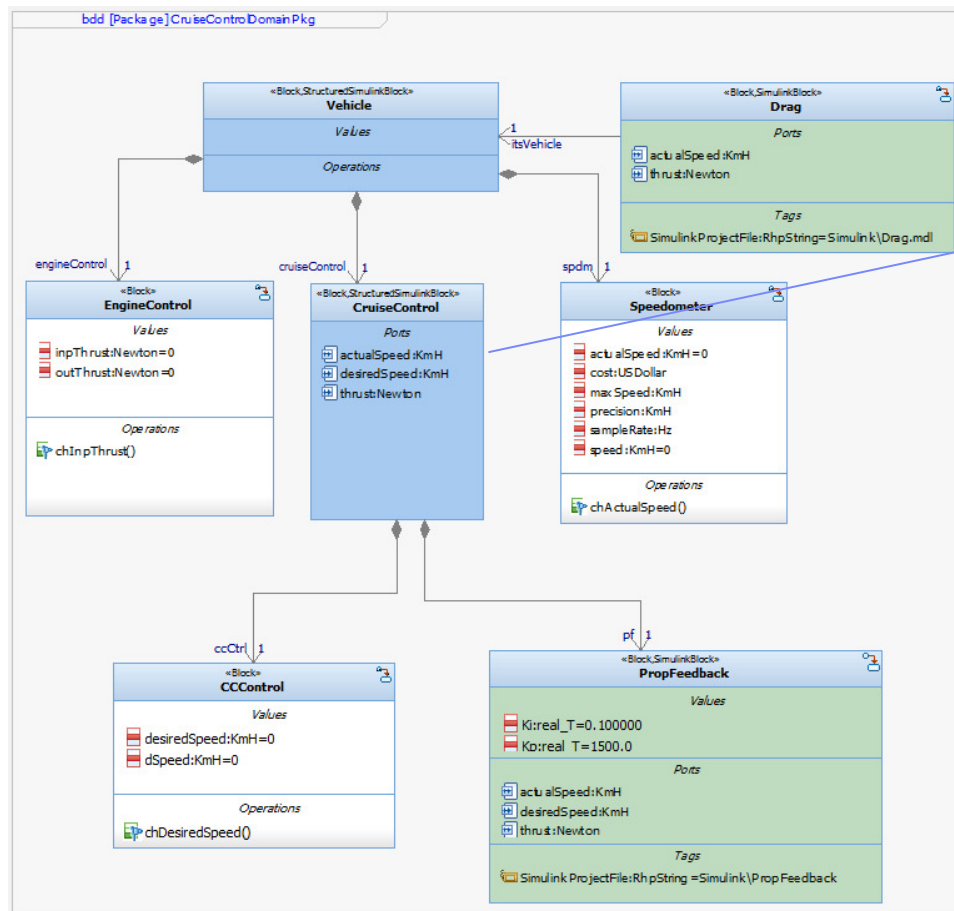 bdd [Package] CruiseControlDomainPkg
«Block,StructuredSimulinkBlock»
Vehicle
Values
Operations
«Block,SimulinkBlock»
Drag
Ports
actualSpeed:KmH
thrust:Newton
Tags
SimulinkProjectFile:RhpString=Simulink\Drag.mdl
1
itsVehicle
engineControl 1
cruiseControl 1
spdm 1
«Block»
EngineControl
Values
inpThrust:Newton=0
outThrust:Newton=0
Operations
chInpThrust()
«Block,StructuredSimulinkBlock»
CruiseControl
Ports
actualSpeed:KmH
desiredSpeed:KmH
thrust:Newton
«Block»
Speedometer
Values
actualSpeed:KmH=0
cost:USDollar
maxSpeed:KmH
precision:KmH
sampleRate:Hz
speed:KmH=0
Operations
chActualSpeed()
ccCtrl 1
pf 1
«Block»
CCControl
Values
desiredSpeed:KmH=0
dSpeed:KmH=0
Operations
chDesiredSpeed()
«Block,SimulinkBlock»
PropFeedback
Values
Ki:real_T=0.100000
Kp:real_T=1500.0
Ports
actualSpeed:KmH
desiredSpeed:KmH
thrust:Newton
Tags
SimulinkProjectFile:RhpString=Simulink\PropFeedback